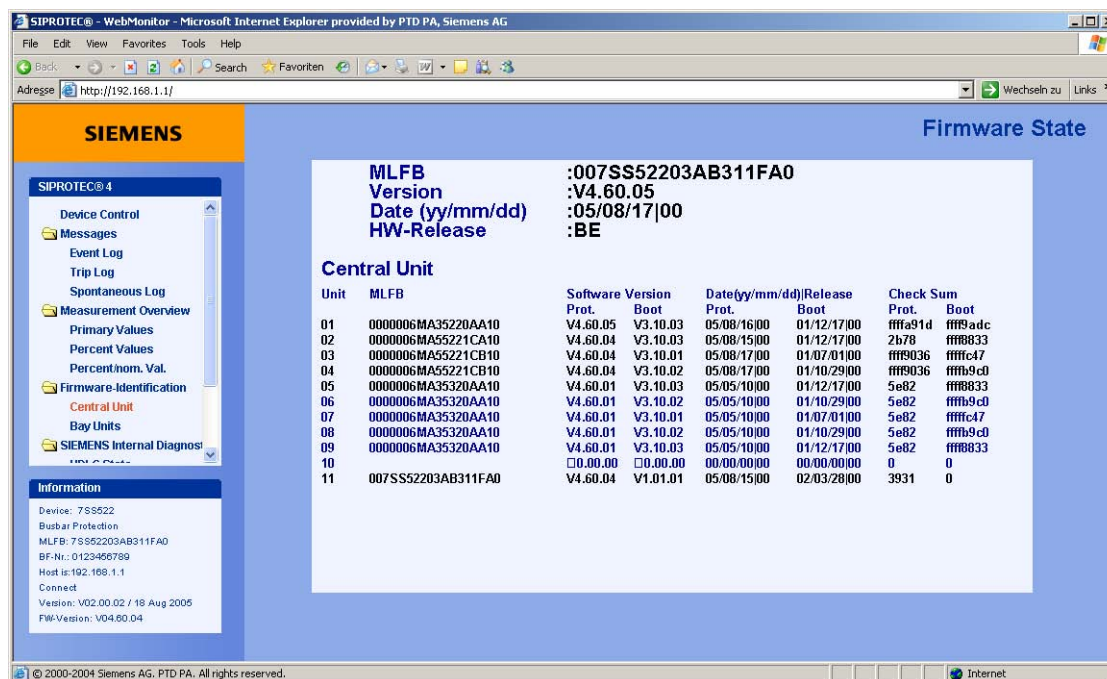 SIPROTEC® - WebMonitor - Microsoft Internet Explorer provided by PTD PA, Siemens AG
File Edit View Favorites Tools Help
Back Search Favoriten
Adresse http://192.168.1.1/ Wechseln zu Links
SIEMENS
Firmware State
SIPROTEC® 4
Device Control
Messages
Event Log
Trip Log
Spontaneous Log
Measurement Overview
Primary Values
Percent Values
Percent/nom. Val.
Firmware-Identification
Central Unit
Bay Units
SIEMENS Internal Diagnos
Information
Device: 7SS522
Busbar Protection
MLFB: 7SS52203AB311FA0
BF-Nr.: 0123456789
Host is:192.168.1.1
Connect
Version: V02.00.02 / 18 Aug 2005
FW-Version: V04.60.04
MLFB :007SS52203AB311FA0
Version :V4.60.05
Date (yy/mm/dd) :05/08/17|00
HW-Release :BE
Central Unit
Unit MLFB Software Version Date(yy/mm/dd)|Release Check Sum
Prot. Boot Prot. Boot Prot. Boot
01 0000006MA35220AA10 V4.60.05 V3.10.03 05/08/16|00 01/12/17|00 ffffa91d ffff9adc
02 0000006MA55221CA10 V4.60.04 V3.10.03 05/08/15|00 01/12/17|00 2b78 ffff8833
03 0000006MA55221CB10 V4.60.04 V3.10.01 05/08/17|00 01/07/01|00 ffff9036 fffffc47
04 0000006MA55221CB10 V4.60.04 V3.10.02 05/08/17|00 01/10/29|00 ffff9036 ffffb9c0
05 0000006MA35320AA10 V4.60.01 V3.10.03 05/05/10|00 01/12/17|00 5e82 ffff8833
06 0000006MA35320AA10 V4.60.01 V3.10.02 05/05/10|00 01/10/29|00 5e82 ffffb9c0
07 0000006MA35320AA10 V4.60.01 V3.10.01 05/05/10|00 01/07/01|00 5e82 fffffc47
08 0000006MA35320AA10 V4.60.01 V3.10.02 05/05/10|00 01/10/29|00 5e82 ffffb9c0
09 0000006MA35320AA10 V4.60.01 V3.10.03 05/05/10|00 01/12/17|00 5e82 ffff8833
10 □0.00.00 □0.00.00 00/00/00|00 00/00/00|00 0 0
11 007SS52203AB311FA0 V4.60.04 V1.01.01 05/08/15|00 02/03/28|00 3931 0
© 2000-2004 Siemens AG. PTD PA. All rights reserved.
Internet